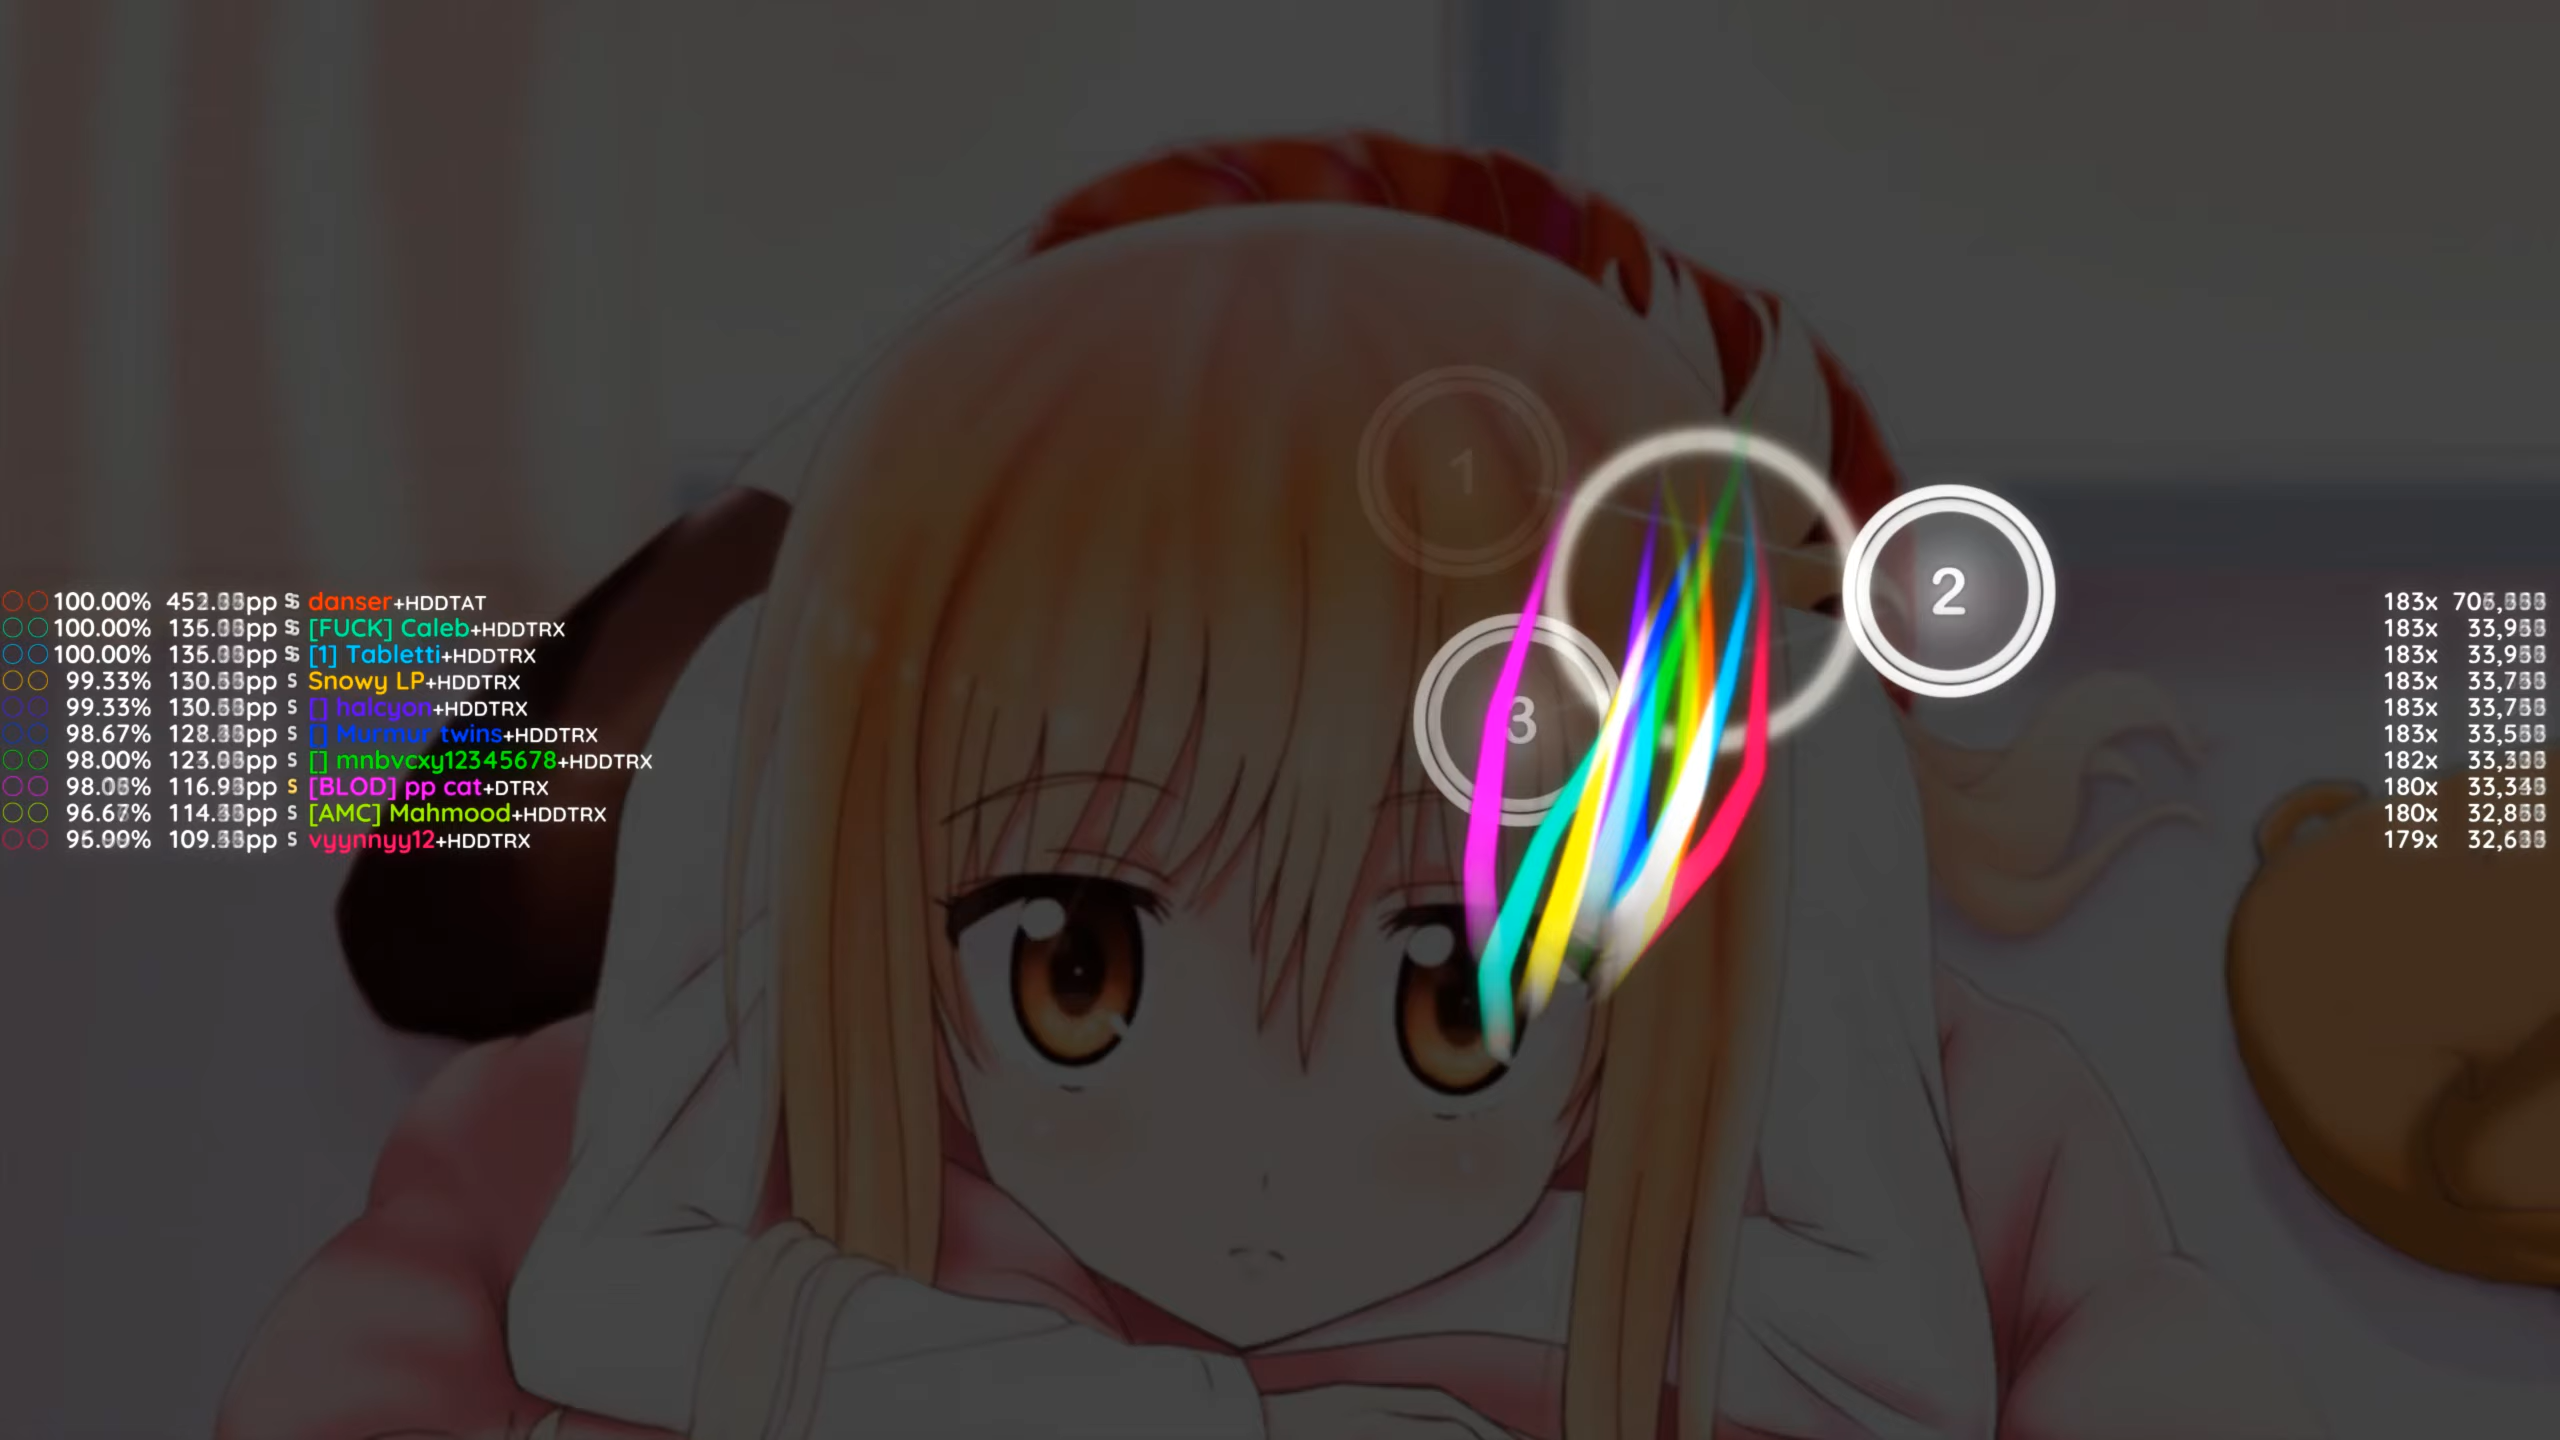 1
2
3
100.00% pp S danser+HDDTAT 183x
100.00% pp S [FUCK] Caleb+HDDTRX 183x
100.00% pp S [1] Tabletti+HDDTRX 183x
99.33% pp S Snowy LP+HDDTRX 183x
99.33% pp S [] halcyon+HDDTRX 183x
98.67% pp S [] Murmur twins+HDDTRX 183x
98.00% pp S [] mnbvcxy12345678+HDDTRX 182x
pp S [BLOD] pp cat+DTRX 180x
pp S [AMC] Mahmood+HDDTRX 180x
pp S vyynnyy12+HDDTRX 179x